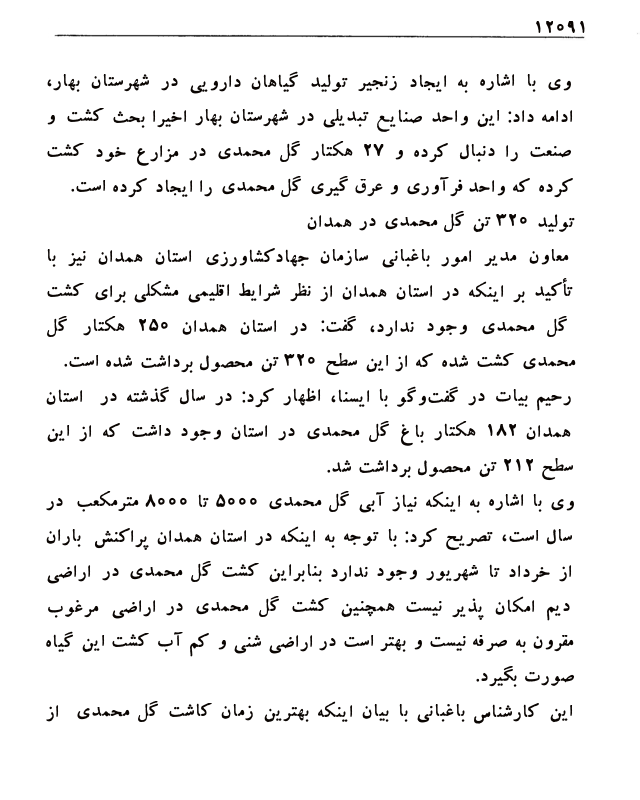 ۱۲۰۹۱
وی با اشاره به ایجاد زنجیر تولید گیاهان دارویی در شهرستان بهار،
ادامه داد: این واحد صنایع تبدیلی در شهرستان بهار اخیرا بحث کشت و
صنعت را دنبال کرده و ۲۷ هکتار گل محمدی در مزارع خود کشت
کرده که واحد فرآوری و عرق گیری گل محمدی را ایجاد کرده است.
تولید ۳۲۰ تن گل محمدی در همدان
معاون مدیر امور باغبانی سازمان جهادکشاورزی استان همدان نیز با
تأکید بر اینکه در استان همدان از نظر شرایط اقلیمی مشکلی برای کشت
گل محمدی وجود ندارد، گفت: در استان همدان ۲۵۰ هکتار گل
محمدی کشت شده که از این سطح ۳۲۰ تن محصول برداشت شده است.
رحیم بیات در گفت‌وگو با ایسنا، اظهار کرد: در سال گذشته در استان
همدان ۱۸۲ هکتار باغ گل محمدی در استان وجود داشت که از این
سطح ۲۱۲ تن محصول برداشت شد.
وی با اشاره به اینکه نیاز آبی گل محمدی ۵۰۰۰ تا ۸۰۰۰ مترمکعب در
سال است، تصریح کرد: با توجه به اینکه در استان همدان پراکنش باران
از خرداد تا شهریور وجود ندارد بنابراین کشت گل محمدی در اراضی
دیم امکان پذیر نیست همچنین کشت گل محمدی در اراضی مرغوب
مقرون به صرفه نیست و بهتر است در اراضی شنی و کم آب کشت این گیاه
صورت بگیرد.
این کارشناس باغبانی با بیان اینکه بهترین زمان کاشت گل محمدی از